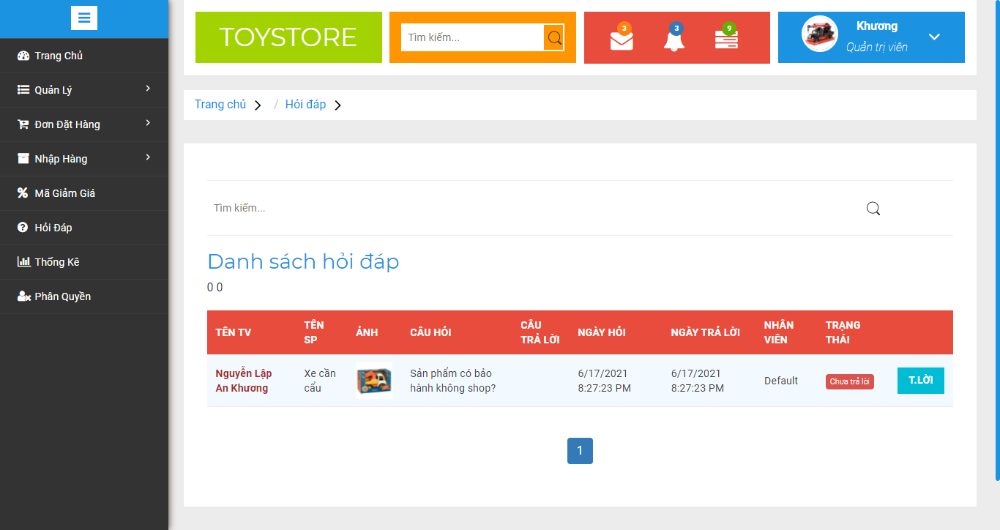 TOYSTORE
Tìm kiếm...
3
3
9
Khương
Quản trị viên
Trang Chủ
Quản Lý
Đơn Đặt Hàng
Nhập Hàng
Mã Giảm Giá
Hỏi Đáp
Thống Kê
Phân Quyền
Trang chủ / Hỏi đáp
Tìm kiếm...
Danh sách hỏi đáp
0 0
TÊN TV
TÊN
SP
ẢNH
CÂU HỎI
CÂU
TRẢ LỜI
NGÀY HỎI
NGÀY TRẢ LỜI
NHÂN
VIÊN
TRẠNG
THÁI
Nguyễn Lập
An Khương
Xe cần
cẩu
Sản phẩm có bảo
hành không shop?
6/17/2021
8:27:23 PM
6/17/2021
8:27:23 PM
Default
Chưa trả lời
T.LỜI
1